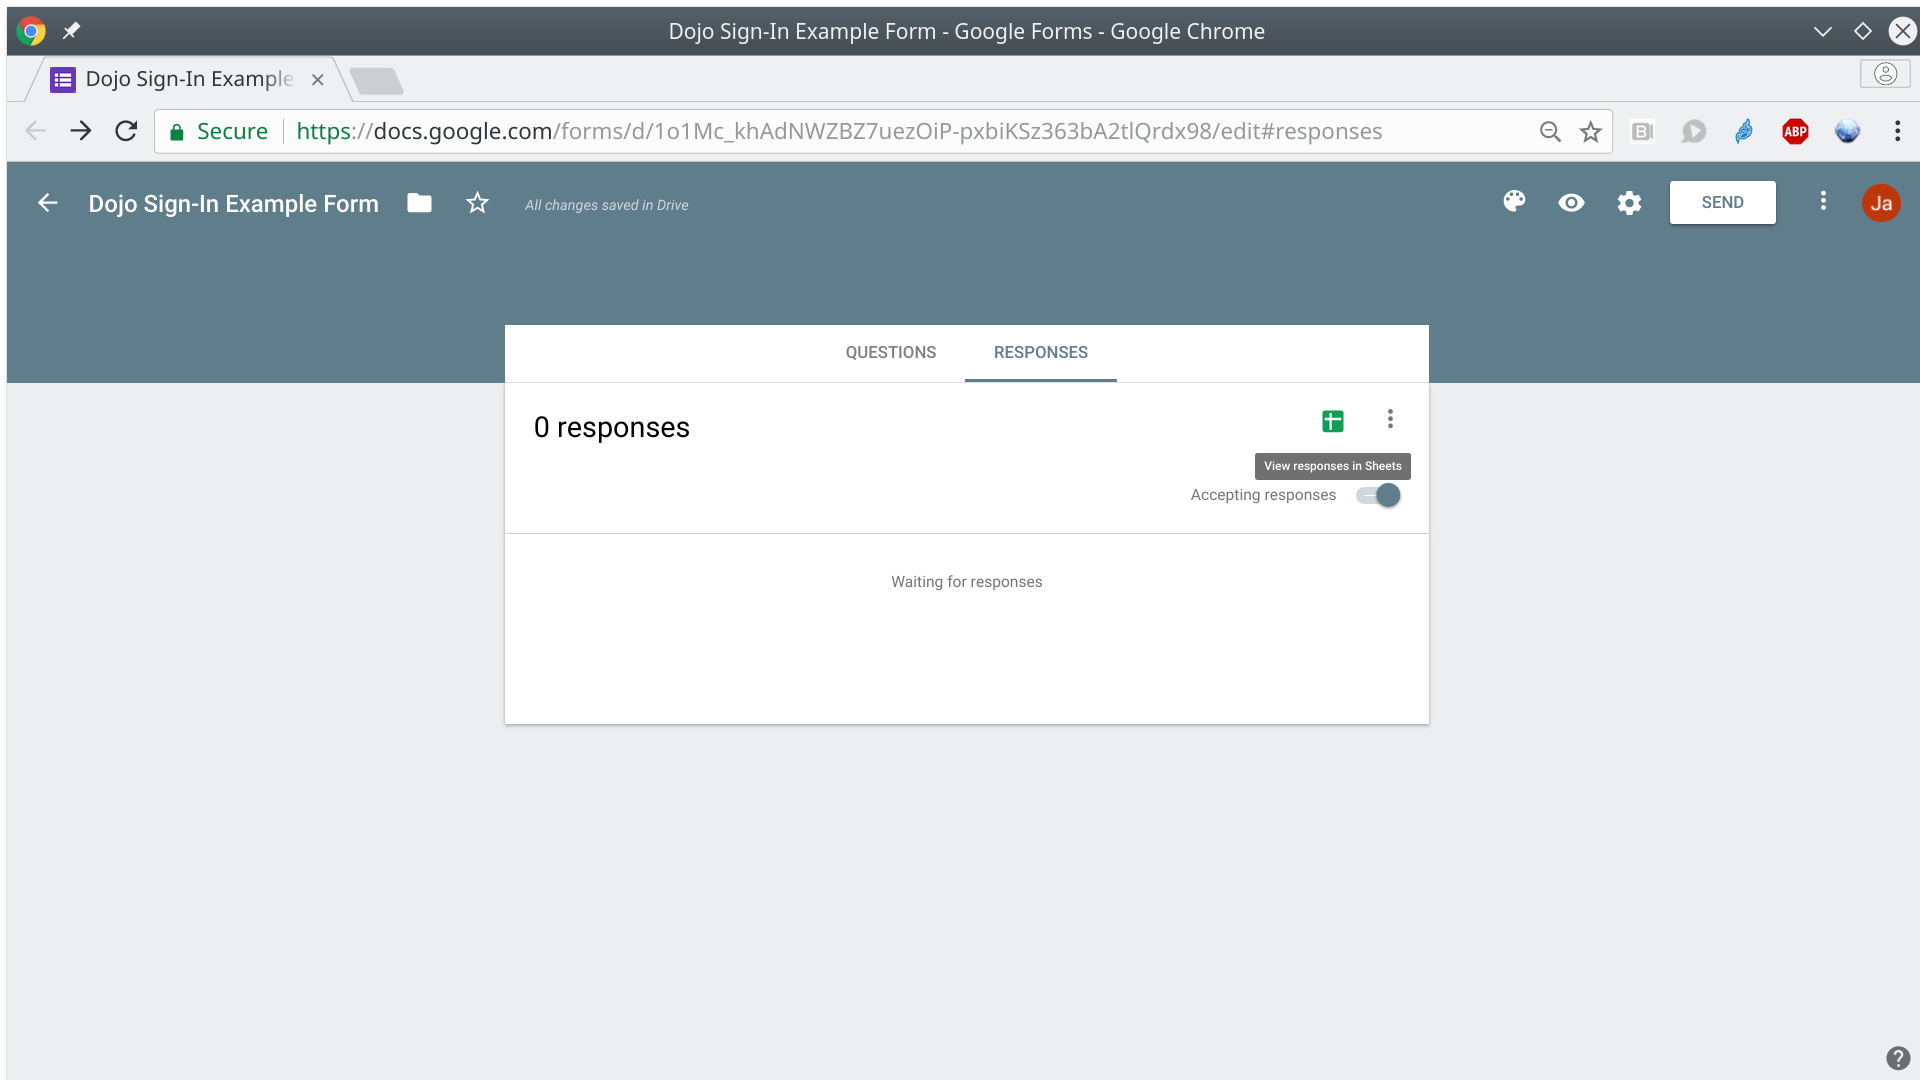 Dojo Sign-In Example Form - Google Forms - Google Chrome
Dojo Sign-In Example
Secure https://docs.google.com/forms/d/1o1Mc_khAdNWZBZ7uezOiP-pxbiKSz363bA2tlQrdx98/edit#responses
ABP
Dojo Sign-In Example Form All changes saved in Drive SEND Ja
QUESTIONS RESPONSES
0 responses
View responses in Sheets
Accepting responses
Waiting for responses